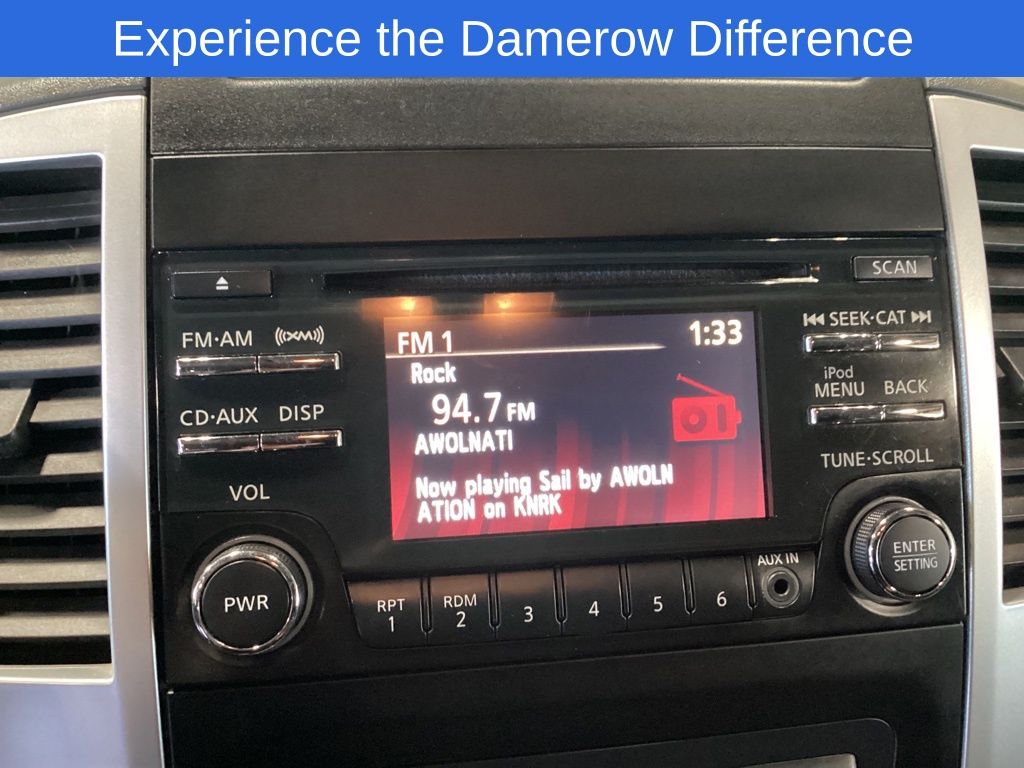 Experience the Damerow Difference
SCAN
FM·AM
((XM))
SEEK·CAT
FM 1
1:33
Rock
94.7 FM
AWOLNATI
Now playing Sail by AWOLN
ATION on KNRK
iPod
MENU
BACK
CD·AUX
DISP
TUNE·SCROLL
VOL
PWR
ENTER
SETTING
AUX IN
RPT
1
RDM
2
3
4
5
6